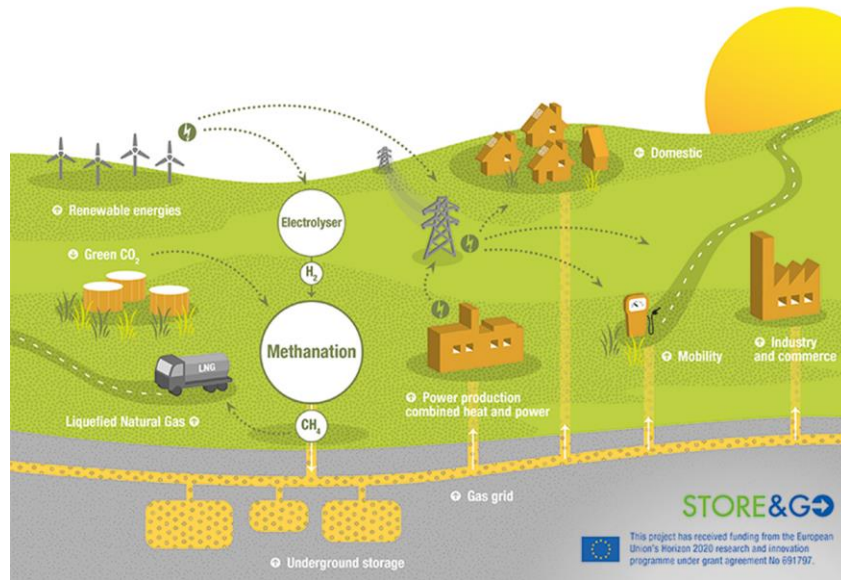 Renewable energies
Electrolyser
Domestic
Green CO₂
H₂
Methanation
LNG
Liquefied Natural Gas
CH₄
Power production
combined heat and power
Mobility
Industry
and commerce
Gas grid
Underground storage
STORE&GO
This project has received funding from the European
Union's Horizon 2020 research and innovation
programme under grant agreement No 691797.